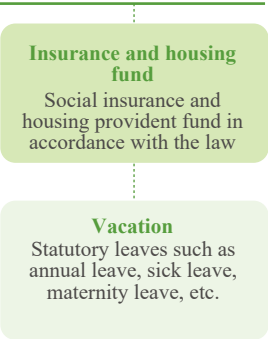 Insurance and housing
fund
Social insurance and
housing provident fund in
accordance with the law
Vacation
Statutory leaves such as
annual leave, sick leave,
maternity leave, etc.